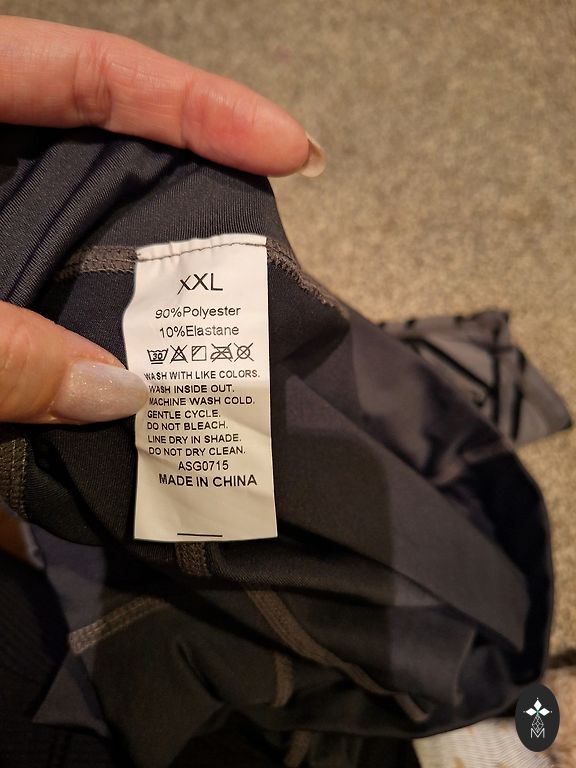 XXL
90%Polyester
10%Elastane
30
WASH WITH LIKE COLORS.
WASH INSIDE OUT.
MACHINE WASH COLD.
GENTLE CYCLE.
DO NOT BLEACH.
LINE DRY IN SHADE.
DO NOT DRY CLEAN.
ASG0715
MADE IN CHINA
M